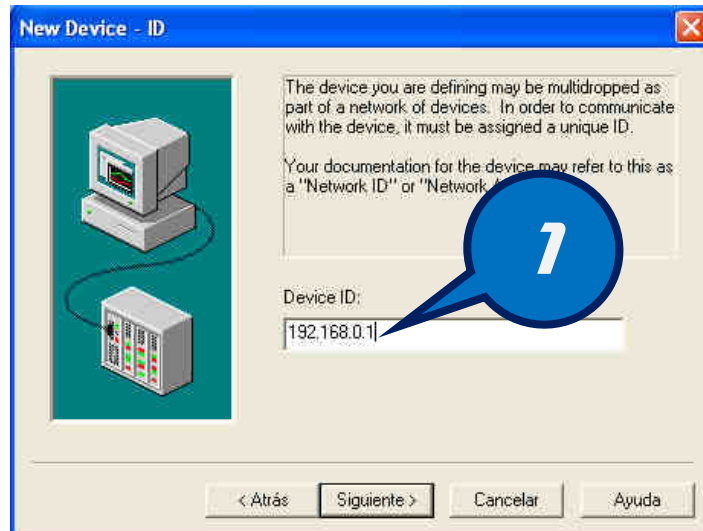 New Device - ID
The device you are defining may be multidropped as
part of a network of devices. In order to communicate
with the device, it must be assigned a unique ID.
Your documentation for the device may refer to this as
a "Network ID" or "Network
1
Device ID:
192.168.0.1
< Atrás
Siguiente >
Cancelar
Ayuda